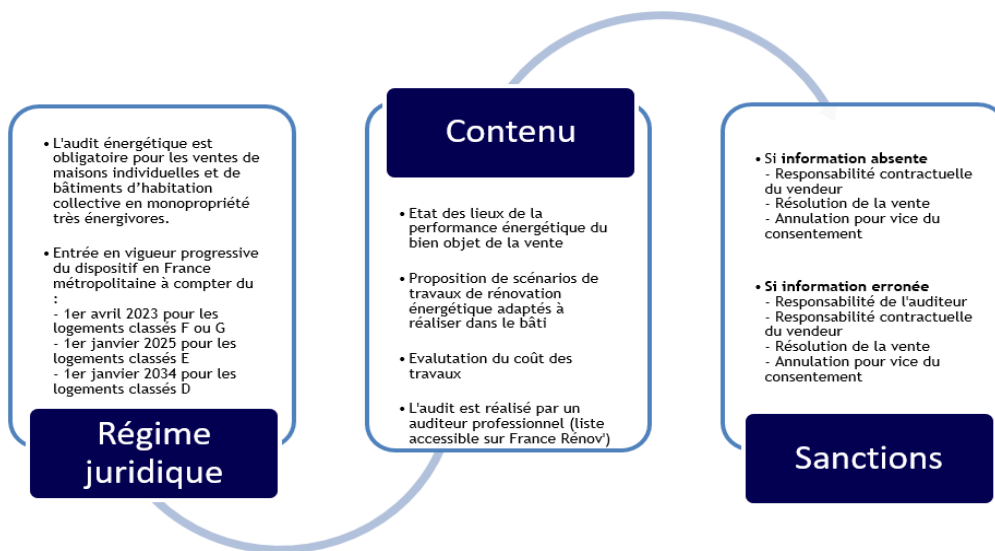 • L'audit énergétique est
obligatoire pour les ventes de
maisons individuelles et de
bâtiments d’habitation
collective en monopropriété
très énergivores.
• Entrée en vigueur progressive
du dispositif en France
métropolitaine à compter du
:
- 1er avril 2023 pour les
logements classés F ou G
- 1er janvier 2025 pour les
logements classés E
- 1er janvier 2034 pour les
logements classés D
Régime
juridique
Contenu
• Etat des lieux de la
performance énergétique du
bien objet de la vente
• Proposition de scénarios de
travaux de rénovation
énergétique adaptés à
réaliser dans le bâti
• Evalutation du coût des
travaux
• L'audit est réalisé par un
auditeur professionnel (liste
accessible sur France Rénov')
• Si information absente
- Responsabilité contractuelle
du vendeur
- Résolution de la vente
- Annulation pour vice du
consentement
• Si information erronée
- Responsabilité de l'auditeur
- Responsabilité contractuelle
du vendeur
- Résolution de la vente
- Annulation pour vice du
consentement
Sanctions